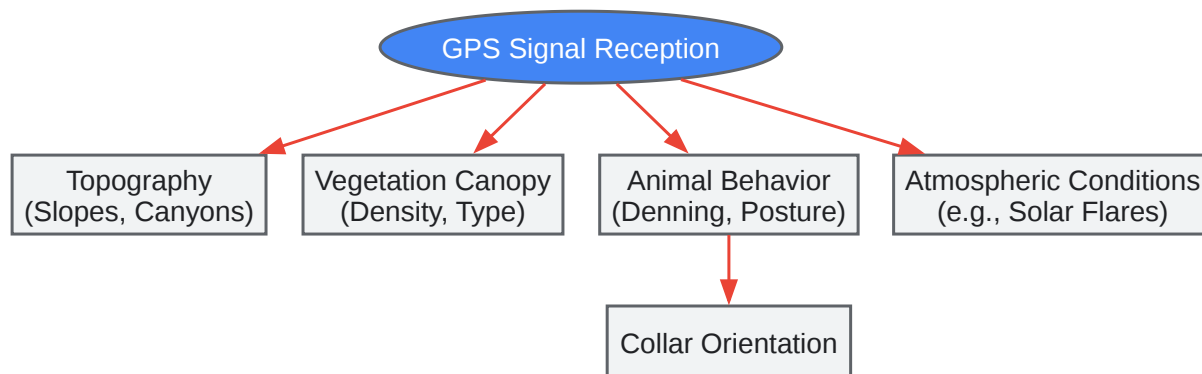 GPS Signal Reception
Topography
(Slopes, Canyons)
Vegetation Canopy
(Density, Type)
Animal Behavior
(Denning, Posture)
Atmospheric Conditions
(e.g., Solar Flares)
Collar Orientation